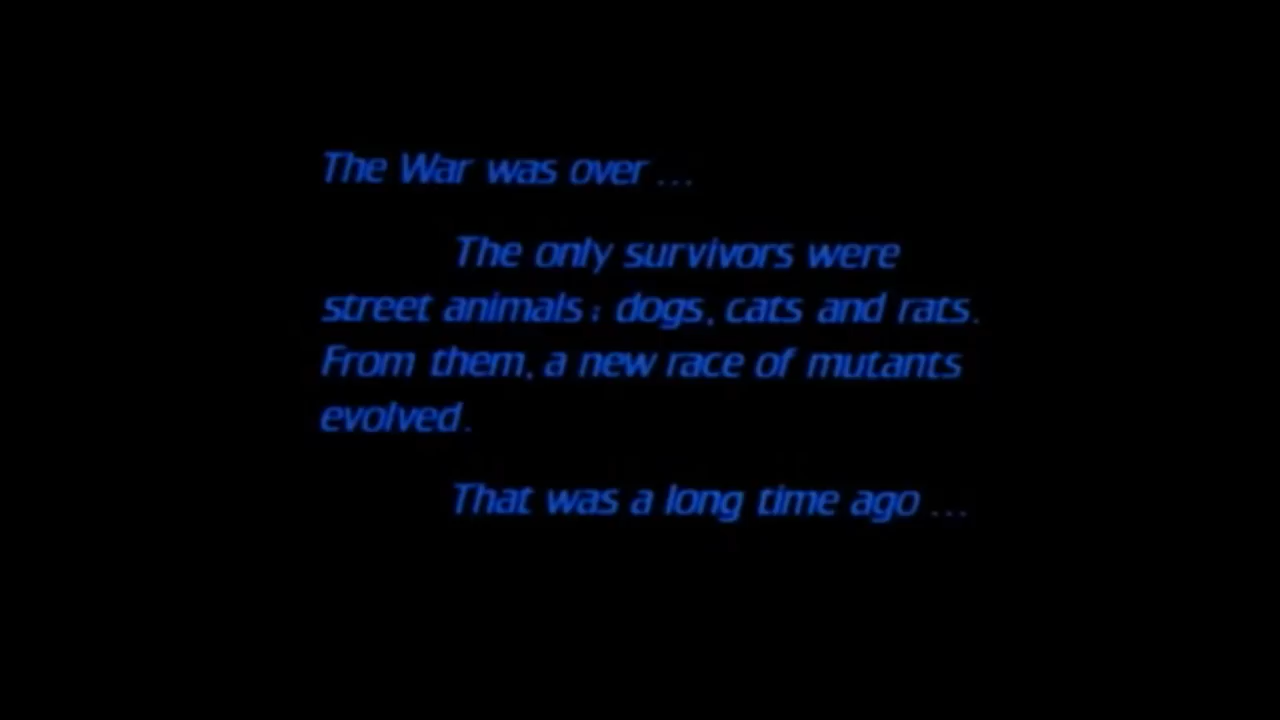 The War was over ...
The only survivors were
street animals; dogs, cats and rats.
From them, a new race of mutants
evolved.
That was a long time ago ...